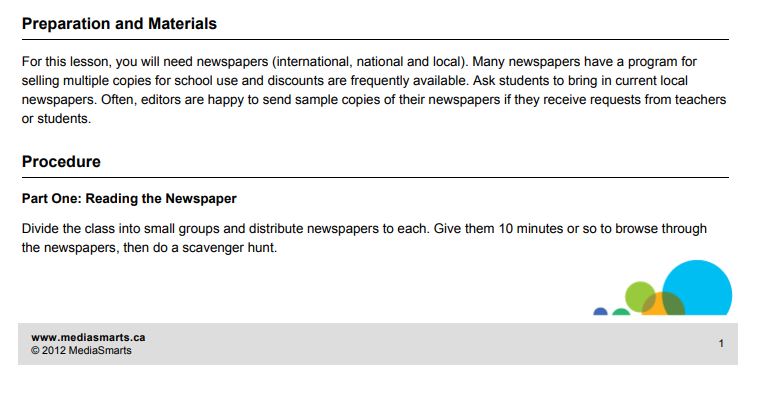 Preparation and Materials
For this lesson, you will need newspapers (international, national and local). Many newspapers have a program for
selling multiple copies for school use and discounts are frequently available. Ask students to bring in current local
newspapers. Often, editors are happy to send sample copies of their newspapers if they receive requests from teachers
or students.
Procedure
Part One: Reading the Newspaper
Divide the class into small groups and distribute newspapers to each. Give them 10 minutes or so to browse through
the newspapers, then do a scavenger hunt.
www.mediasmarts.ca
© 2012 MediaSmarts
1